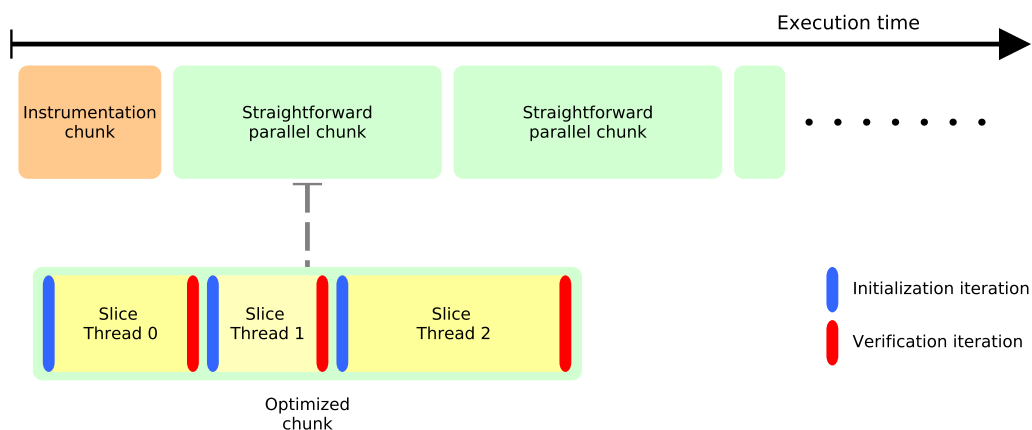 Execution time
Instrumentation
chunk
Straightforward
parallel chunk
Straightforward
parallel chunk
Slice
Thread 0
Slice
Thread 1
Slice
Thread 2
Initialization iteration
Verification iteration
Optimized
chunk